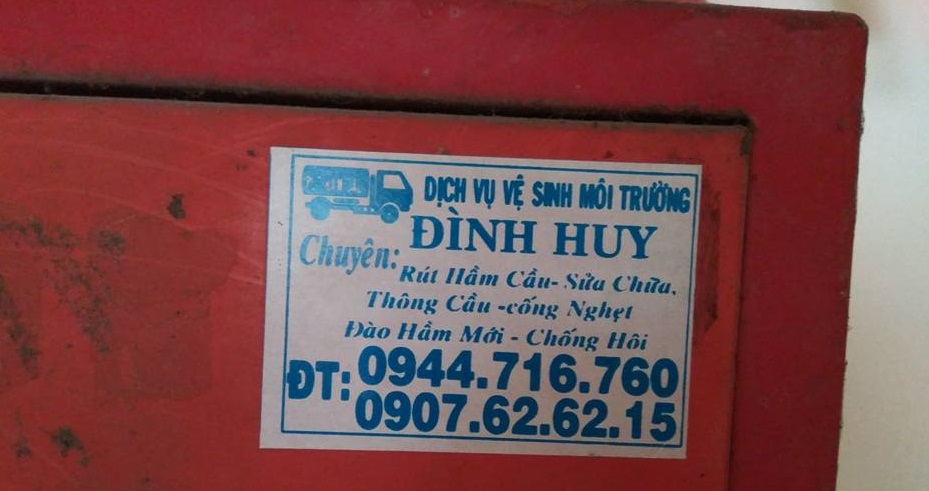 DỊCH VỤ VỆ SINH MÔI TRƯỜNG
ĐÌNH HUY
Chuyên:
Rút Hầm Cầu- Sửa Chữa,
Thông Cầu -cống Nghẹt
Đào Hầm Mới - Chống Hôi
ĐT: 0944.716.760
0907.62.62.15